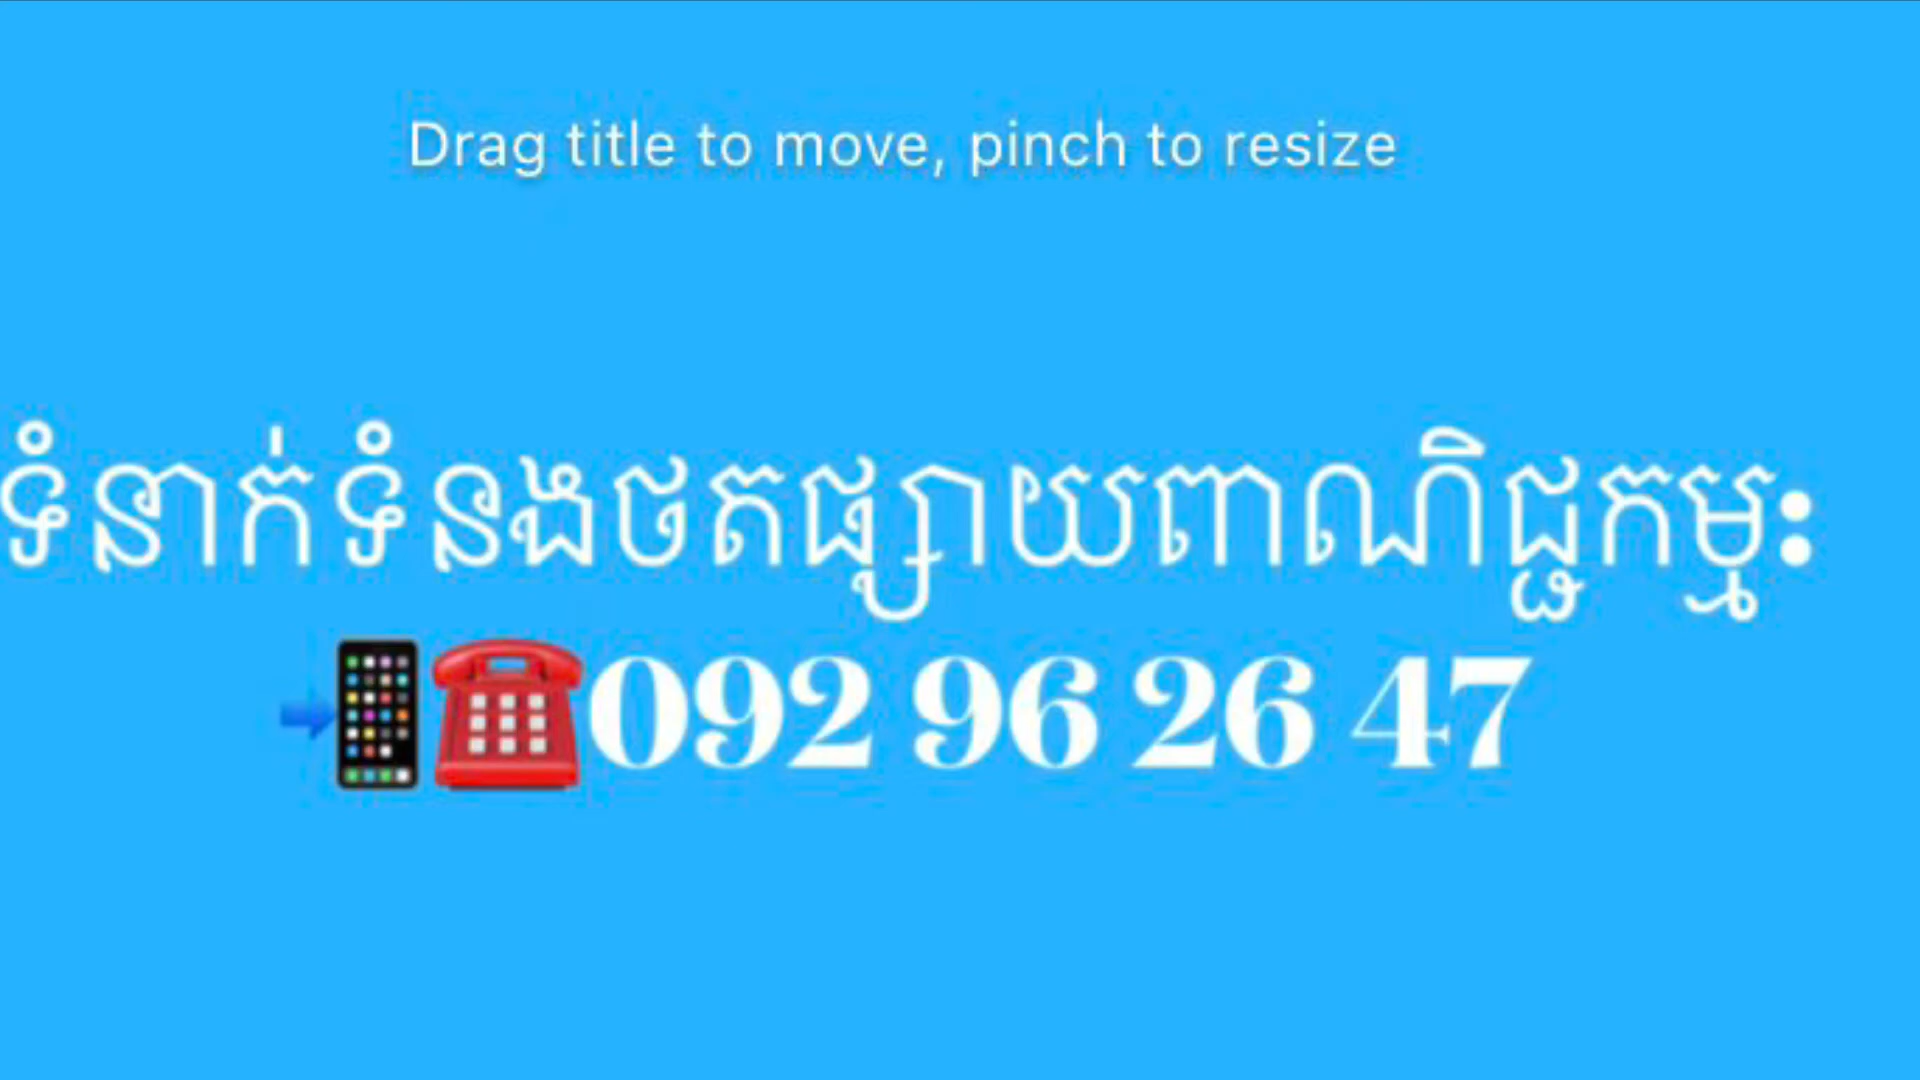 Drag title to move, pinch to resize
ទំនាក់ទំនងថតផ្សាយពាណិជ្ជកម្មះ
📲☎️092 96 26 47